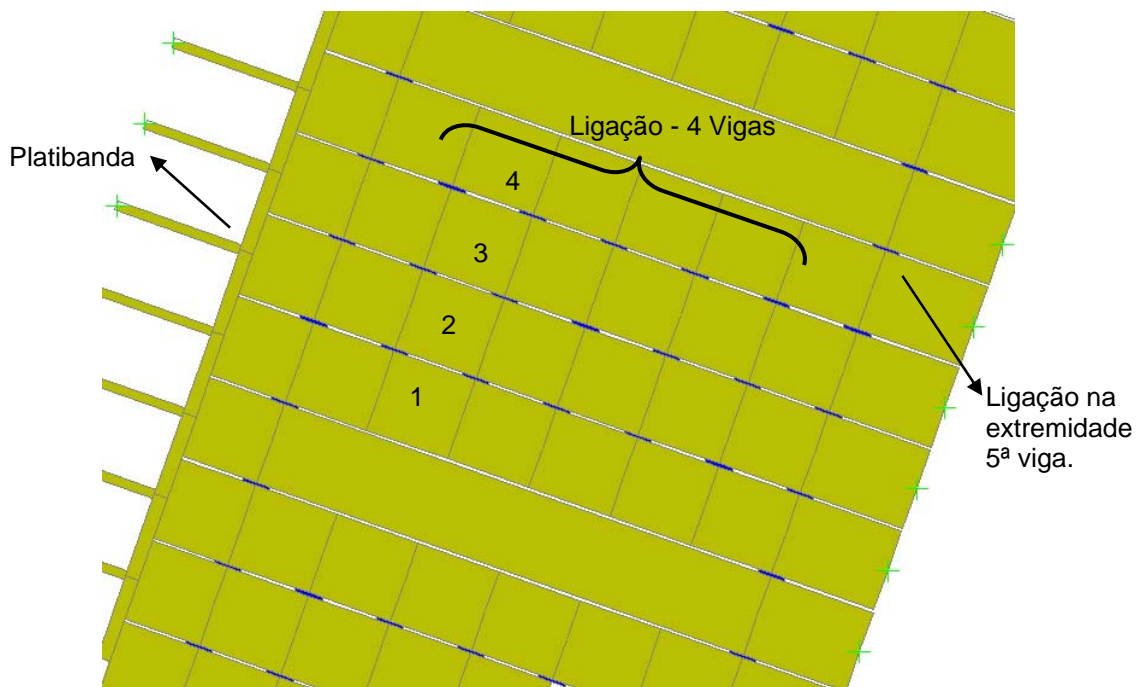 Ligação - 4 Vigas
Platibanda
4
3
2
1
Ligação na
extremidade
5ª viga.